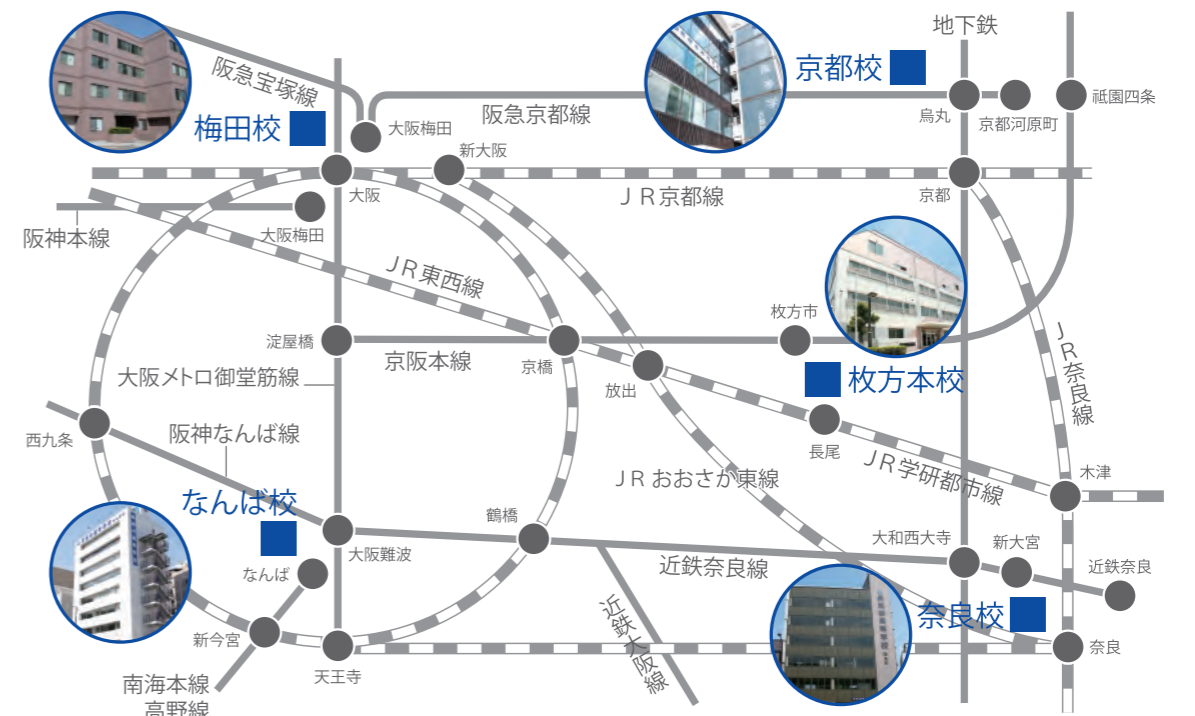 地下鉄
阪急宝塚線
京都校
梅田校
大阪梅田
阪急京都線
烏丸
京都河原町
祇園四条
新大阪
大阪
ＪＲ京都線
京都
阪神本線
大阪梅田
ＪＲ東西線
枚方市
淀屋橋
京阪本線
京橋
放出
枚方本校
大阪メトロ御堂筋線
ＪＲ奈良線
西九条
阪神なんば線
長尾
ＪＲ学研都市線
ＪＲおおさか東線
木津
なんば校
鶴橋
大阪難波
大和西大寺
新大宮
近鉄奈良
近鉄奈良線
なんば
近鉄大阪線
奈良校
新今宮
天王寺
奈良
南海本線
高野線